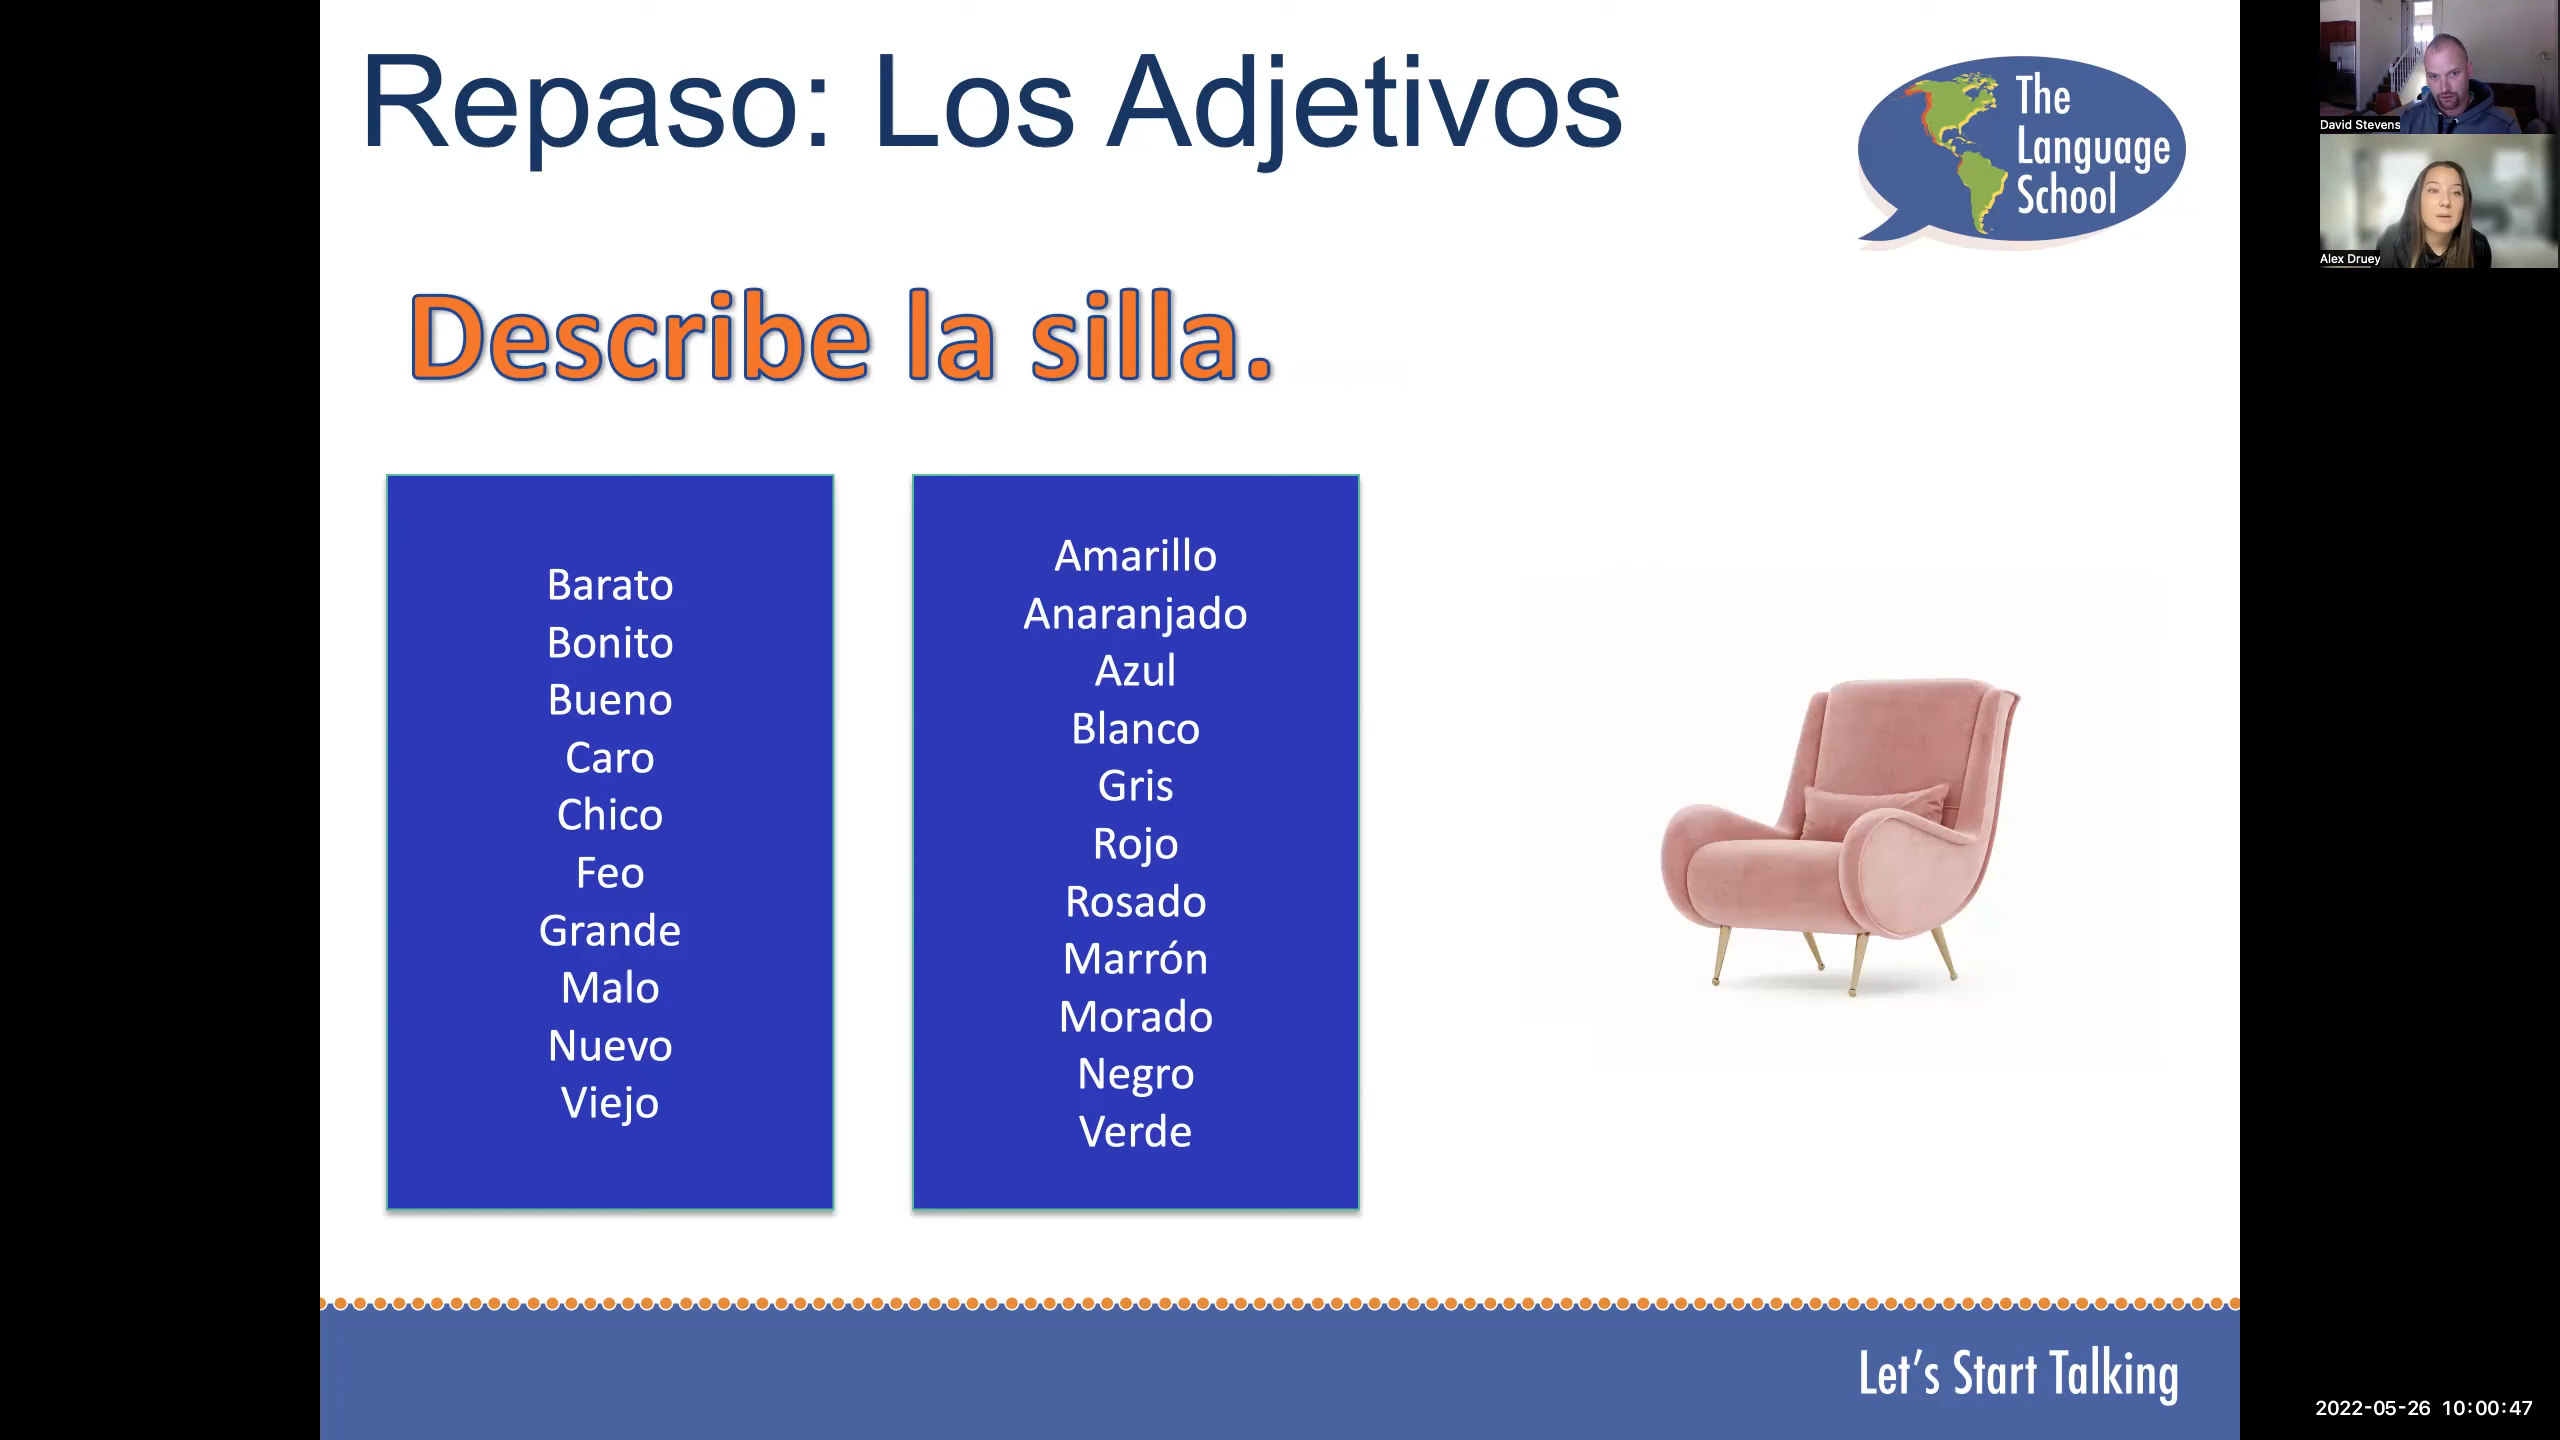 Repaso: Los Adjetivos
The
Language
School
Describe la silla.
Barato
Bonito
Bueno
Caro
Chico
Feo
Grande
Malo
Nuevo
Viejo
Amarillo
Anaranjado
Azul
Blanco
Gris
Rojo
Rosado
Marrón
Morado
Negro
Verde
Let's Start Talking
David Stevens
Alex Druey
2022-05-26 10:00:47